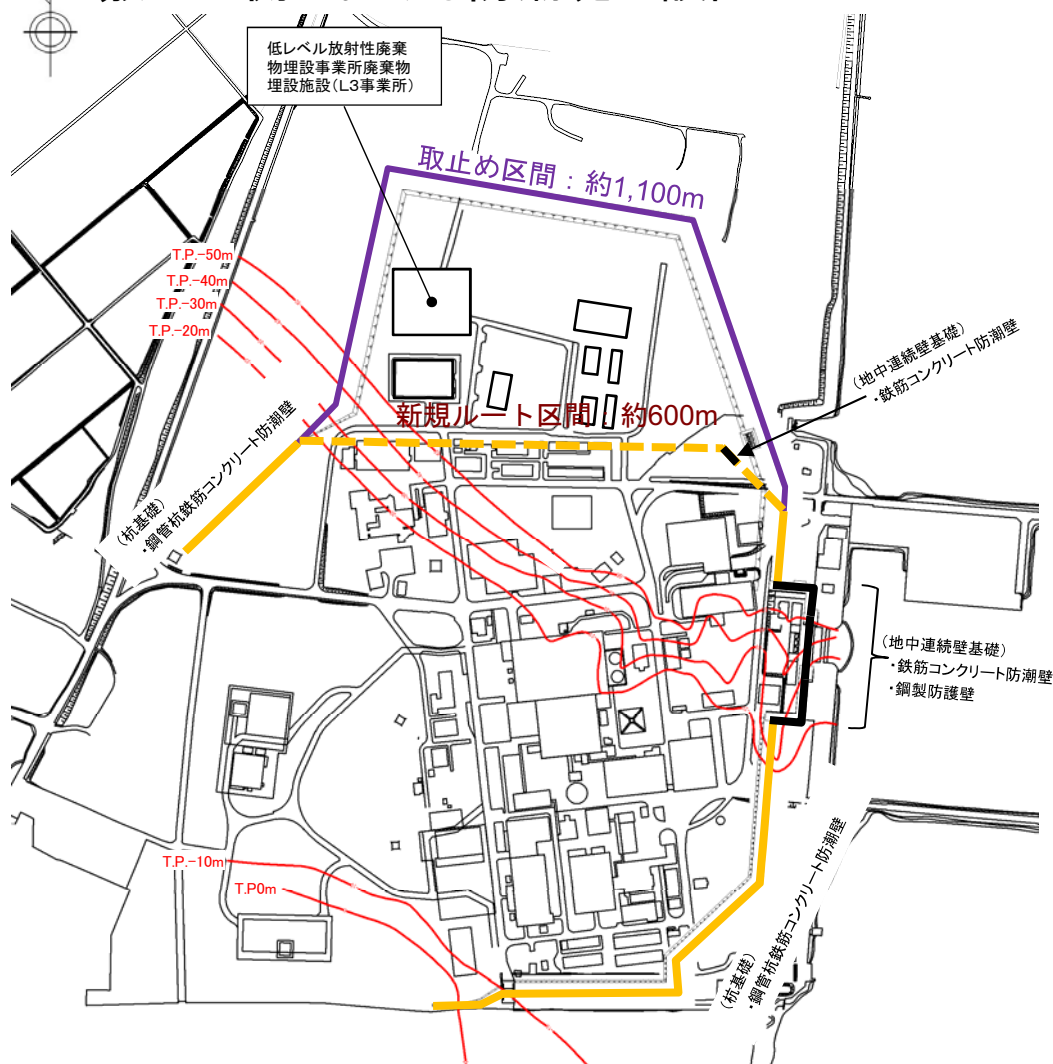 低レベル放射性廃棄
物埋設事業所廃棄物
埋設施設(L3事業所)
取止め区間：約1,100m
T.P.-50m
T.P.-40m
T.P.-30m
T.P.-20m
(地中連続壁基礎)
・鉄筋コンクリート防潮壁
新規ルート区間：約600m
(杭基礎)
・鋼管杭鉄筋コンクリート防潮壁
(地中連続壁基礎)
・鉄筋コンクリート防潮壁
・鋼製防護壁
T.P.-10m
T.P0m
(杭基礎)
・鋼管杭鉄筋コンクリート防潮壁